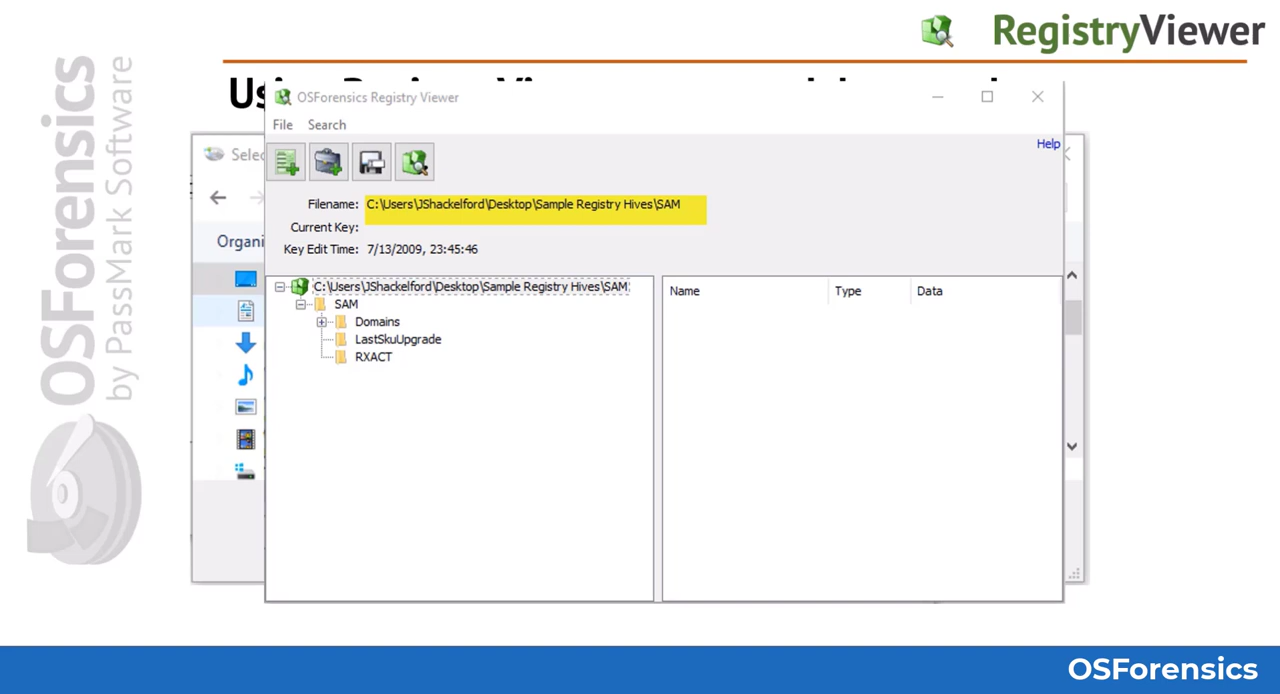 RegistryViewer
OSForensics
by PassMark Software
OSForensics Registry Viewer
File Search
Help
Filename: C:\Users\JShackelford\Desktop\Sample Registry Hives\SAM
Current Key:
Key Edit Time: 7/13/2009, 23:45:46
Selec
Organi
C:\Users\JShackelford\Desktop\Sample Registry Hives\SAM
SAM
Domains
LastSkuUpgrade
RXACT
Name Type Data
OSForensics